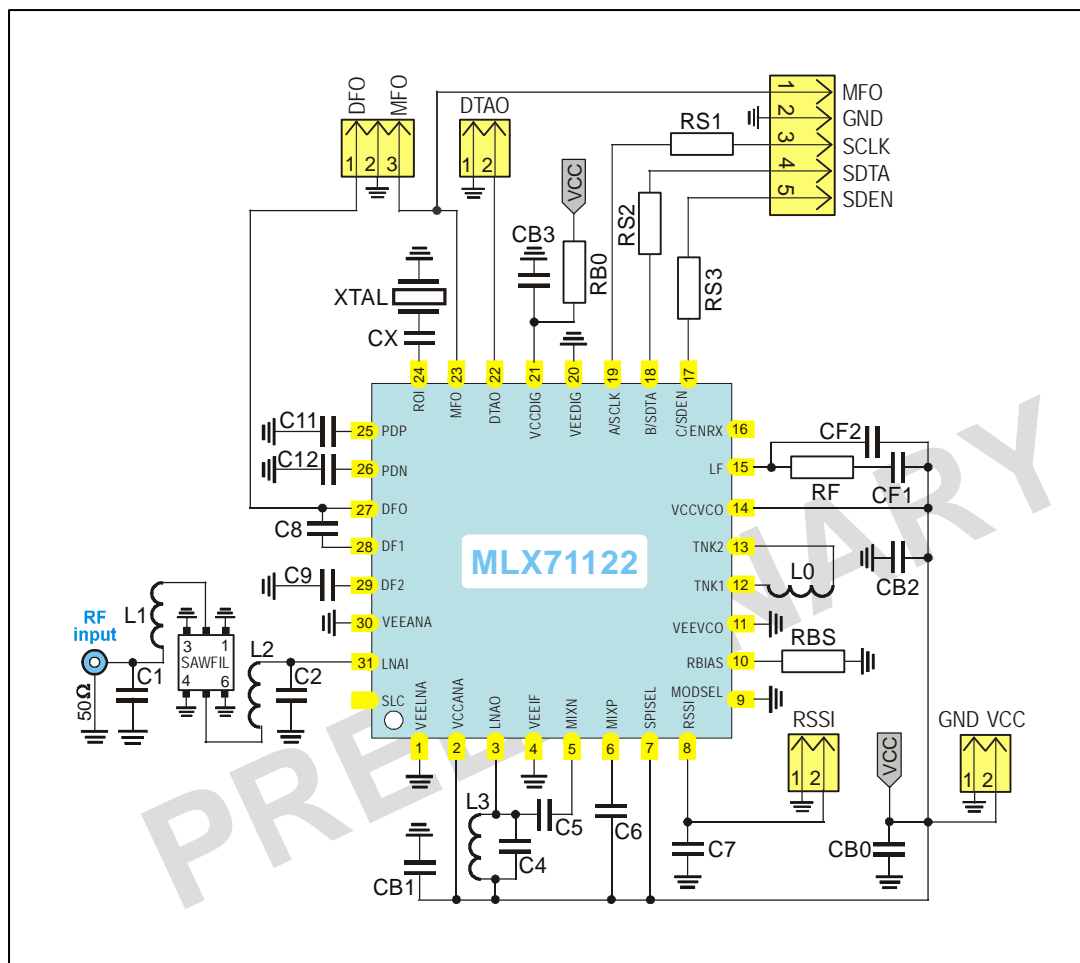 DFO
MFO
DTAO
1 2 3
1 2
1 MFO
2 GND
3 SCLK
4 SDTA
5 SDEN
RS1
RS2
RS3
VCC
CB3
RB0
XTAL
CX
24 23 22 21 20 19 18 17
ROI MFO DTAO VCCDIG VEEDIG A/SCLK B/SDTA C/SDEN
C11
25 PDP
C12
26 PDN
27 DFO
C8
28 DF1
C9
29 DF2
30 VEEANA
31 LNAI
SLC
ENRX 16
LF 15
VCCVCO 14
TNK2 13
TNK1 12
VEEVCO 11
RBIAS 10
MODSEL 9
CF2
RF
CF1
CB2
L0
RBS
MLX71122
RF
input
50Ω
L1
C1
3 1
SAWFIL
4 6
L2
C2
VEELNA VCCANA LNAO VEEIF MIXN MIXP SPISEL RSSI
1 2 3 4 5 6 7 8
RSSI
1 2
GND VCC
1 2
VCC
L3
C4
C5
C6
C7
CB0
CB1
PRELIMINARY